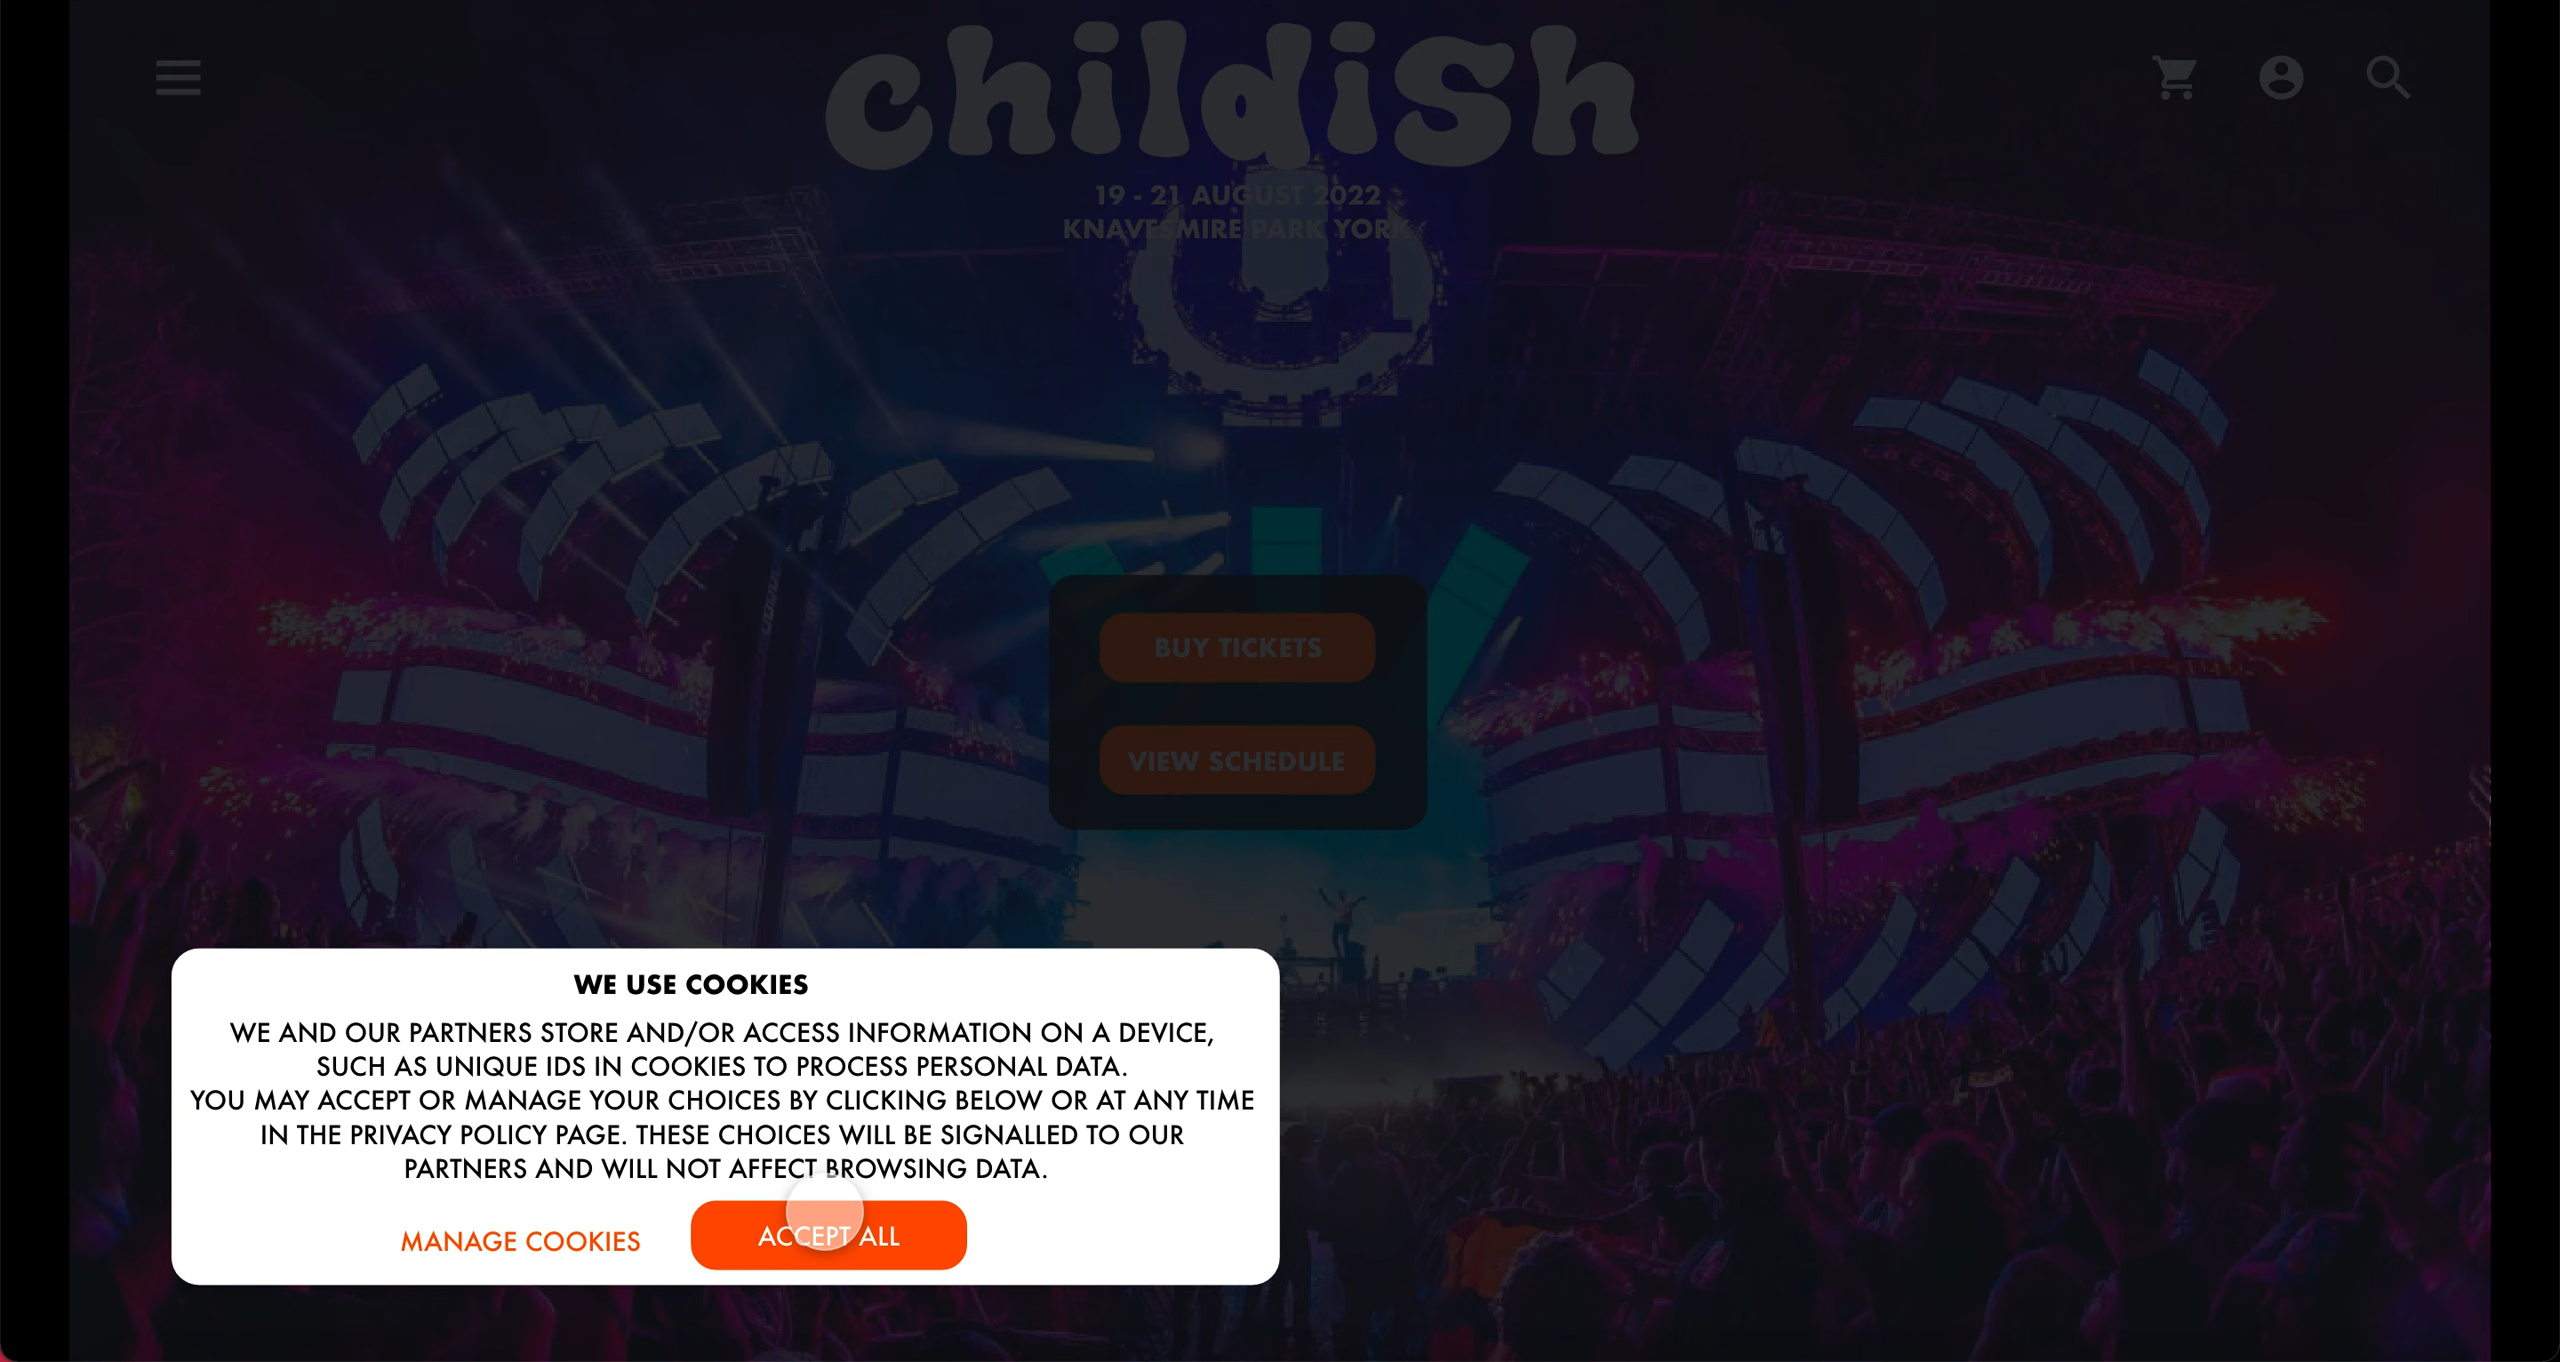 childiSh
19 - 21 AUGUST 2022
KNAVESMIRE PARK YORK
BUY TICKETS
VIEW SCHEDULE
WE USE COOKIES
WE AND OUR PARTNERS STORE AND/OR ACCESS INFORMATION ON A DEVICE,
SUCH AS UNIQUE IDS IN COOKIES TO PROCESS PERSONAL DATA.
YOU MAY ACCEPT OR MANAGE YOUR CHOICES BY CLICKING BELOW OR AT ANY TIME
IN THE PRIVACY POLICY PAGE. THESE CHOICES WILL BE SIGNALLED TO OUR
PARTNERS AND WILL NOT AFFECT BROWSING DATA.
MANAGE COOKIES
ACCEPT ALL